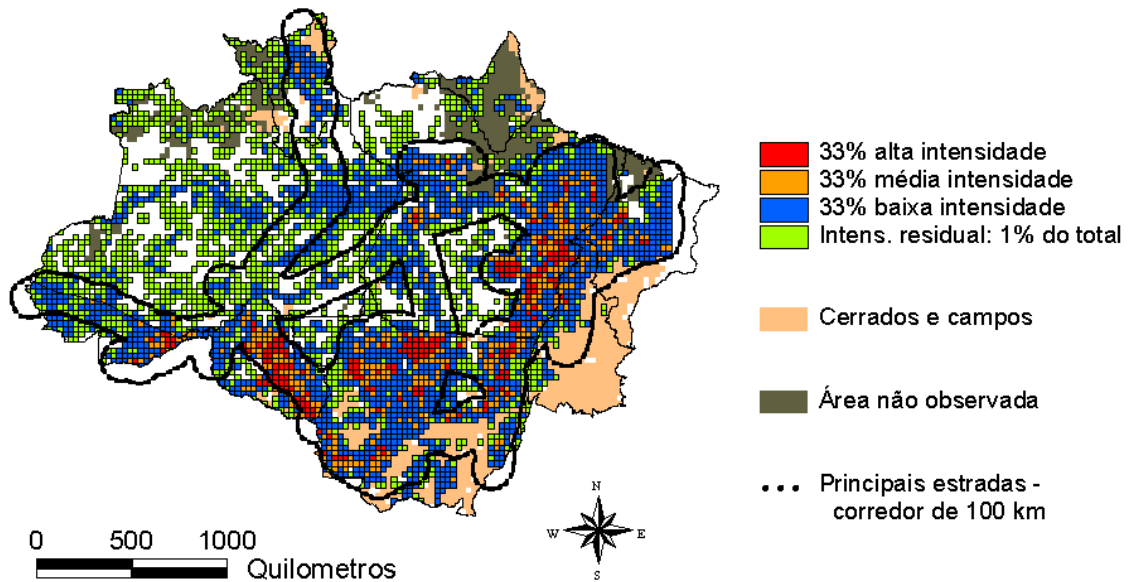 33% alta intensidade
33% média intensidade
33% baixa intensidade
Intens. residual: 1% do total
Cerrados e campos
Área não observada
Principais estradas -
corredor de 100 km
N
W E
S
0 500 1000
Quilometros